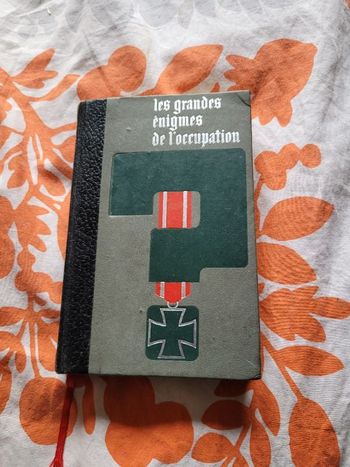 les grandes
énigmes
de l'occupation